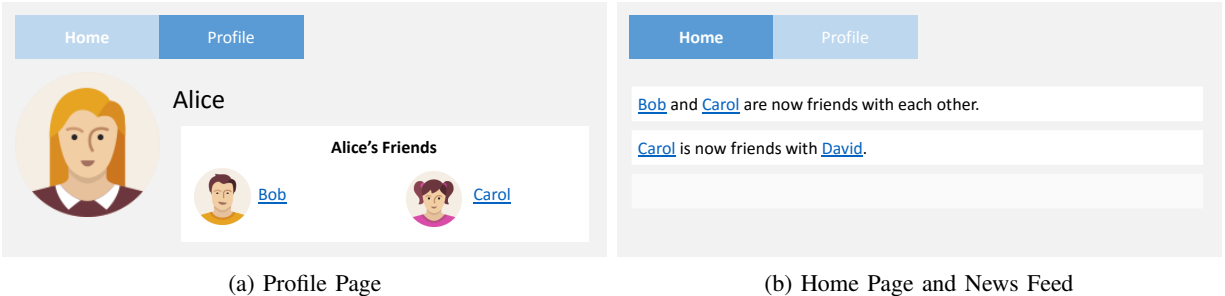 Home Profile
Alice
Alice's Friends
Bob Carol
(a) Profile Page
Home Profile
Bob and Carol are now friends with each other.
Carol is now friends with David.
(b) Home Page and News Feed